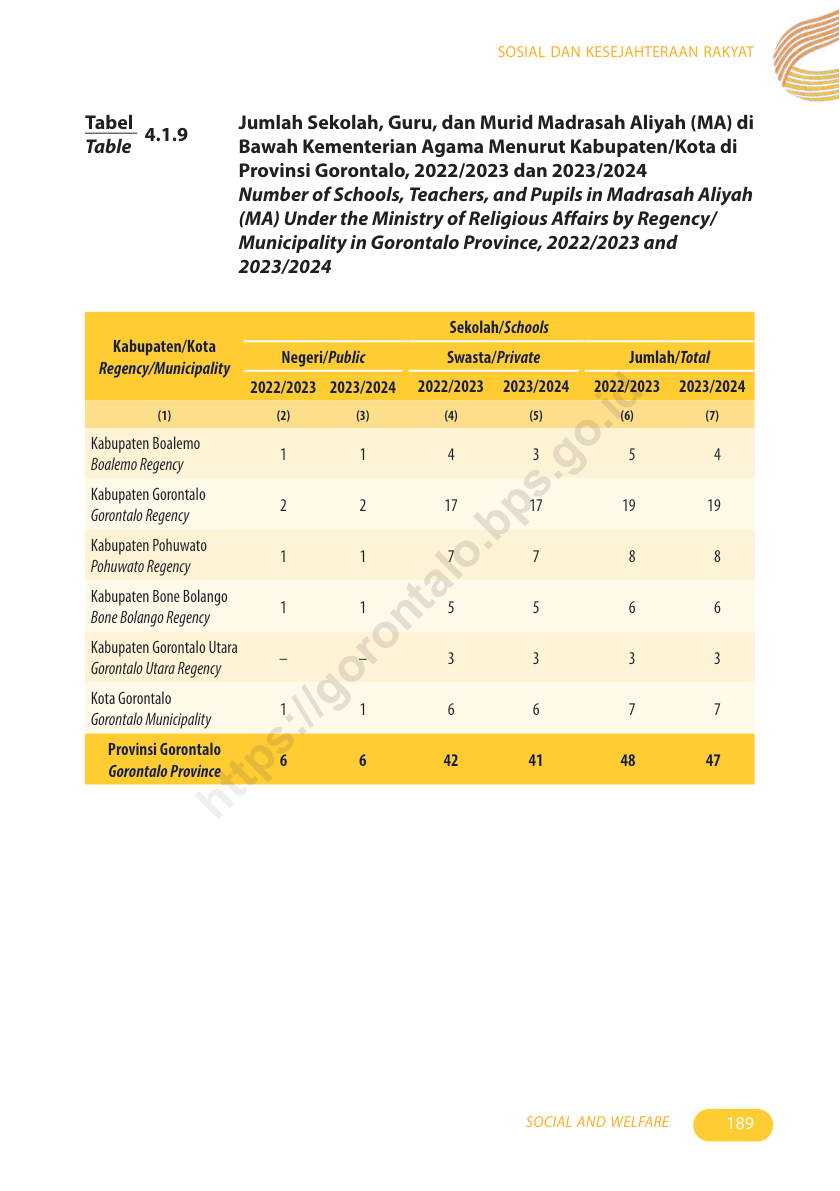 SOSIAL DAN KESEJAHTERAAN RAKYAT
Tabel
Table
4.1.9
Jumlah Sekolah, Guru, dan Murid Madrasah Aliyah (MA) di
Bawah Kementerian Agama Menurut Kabupaten/Kota di
Provinsi Gorontalo, 2022/2023 dan 2023/2024
Number of Schools, Teachers, and Pupils in Madrasah Aliyah
(MA) Under the Ministry of Religious Affairs by Regency/
Municipality in Gorontalo Province, 2022/2023 and
2023/2024
Kabupaten/Kota
Regency/Municipality
Sekolah/Schools
Negeri/Public Swasta/Private Jumlah/Total
2022/2023 2023/2024 2022/2023 2023/2024 2022/2023 2023/2024
(1) (2) (3) (4) (5) (6) (7)
Kabupaten Boalemo
Boalemo Regency
1 1 4 3 5 4
Kabupaten Gorontalo
Gorontalo Regency
2 2 17 17 19 19
Kabupaten Pohuwato
Pohuwato Regency
1 1 7 7 8 8
Kabupaten Bone Bolango
Bone Bolango Regency
1 1 5 5 6 6
Kabupaten Gorontalo Utara
Gorontalo Utara Regency
– – 3 3 3 3
Kota Gorontalo
Gorontalo Municipality
1 1 6 6 7 7
Provinsi Gorontalo
Gorontalo Province
6 6 42 41 48 47
https://gorontalo.bps.go.id
SOCIAL AND WELFARE
189